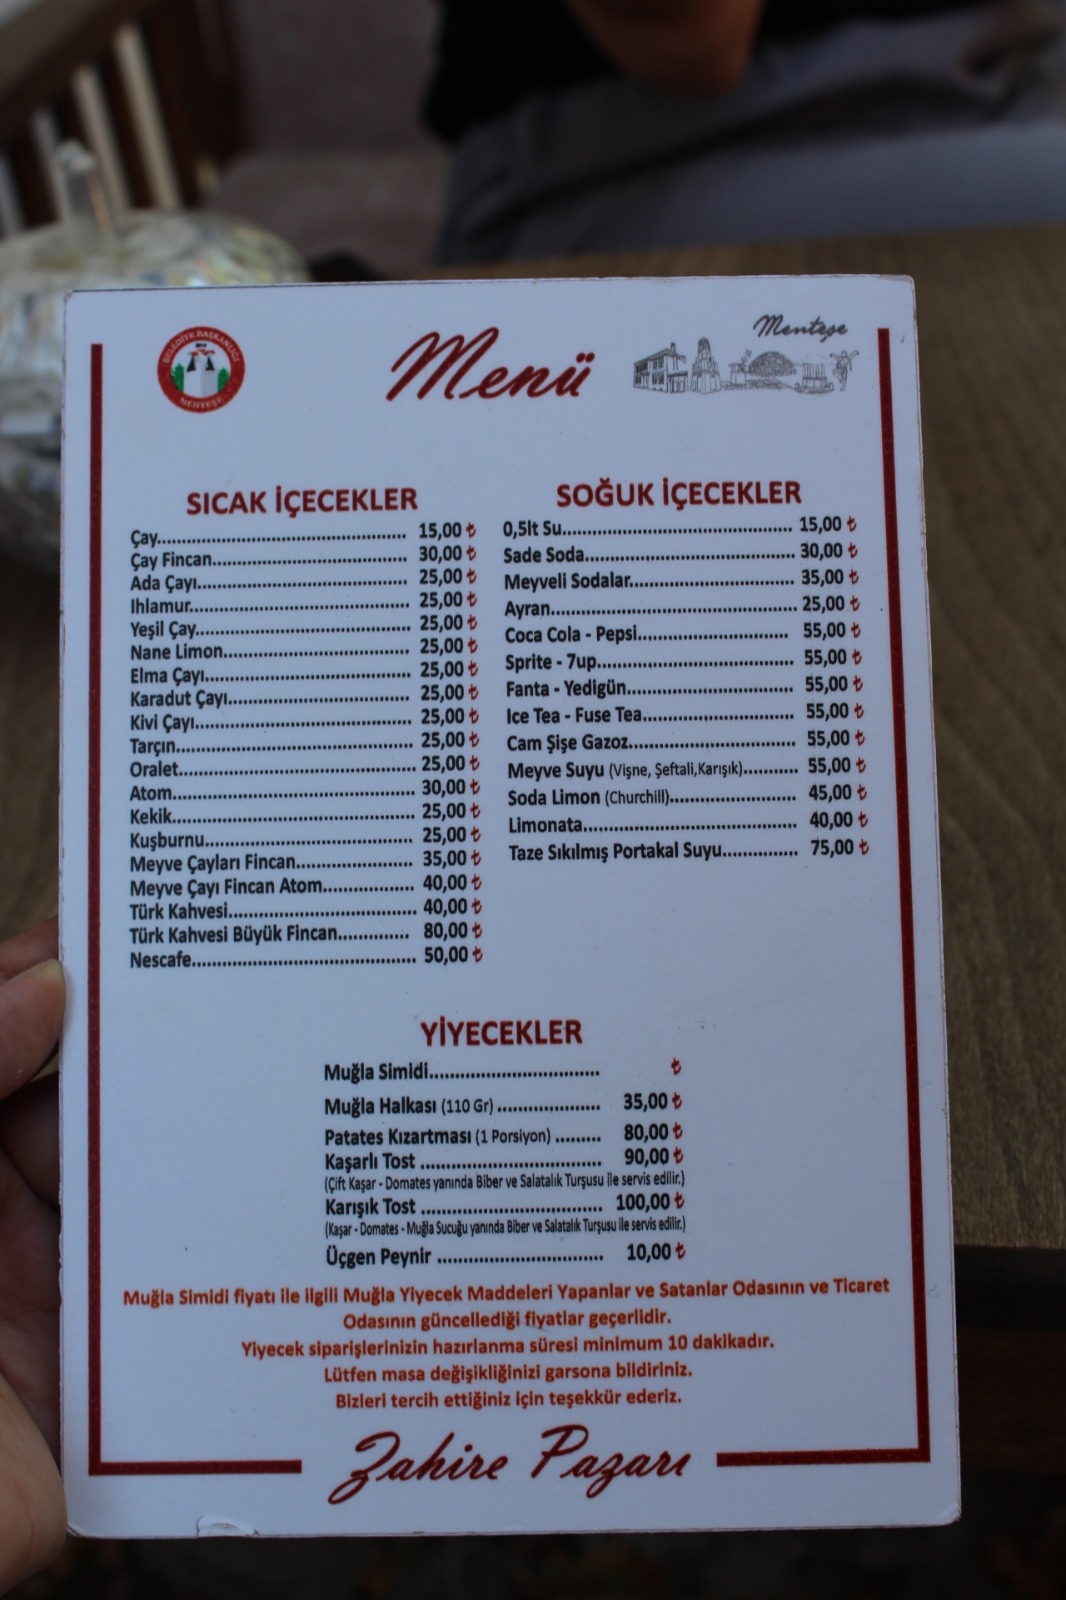 BELEDİYE BAŞKANLIĞI
MENTEŞE
Menü
Menteşe
SICAK İÇECEKLER
Çay.......... 15,00 ₺
Çay Fincan.......... 30,00 ₺
Ada Çayı.......... 25,00 ₺
Ihlamur.......... 25,00 ₺
Yeşil Çay.......... 25,00 ₺
Nane Limon.......... 25,00 ₺
Elma Çayı.......... 25,00 ₺
Karadut Çayı.......... 25,00 ₺
Kivi Çayı.......... 25,00 ₺
Tarçın.......... 25,00 ₺
Oralet.......... 25,00 ₺
Atom.......... 30,00 ₺
Kekik.......... 25,00 ₺
Kuşburnu.......... 25,00 ₺
Meyve Çayları Fincan.......... 35,00 ₺
Meyve Çayı Fincan Atom.......... 40,00 ₺
Türk Kahvesi.......... 40,00 ₺
Türk Kahvesi Büyük Fincan.......... 80,00 ₺
Nescafe.......... 50,00 ₺
SOĞUK İÇECEKLER
0,5lt Su.......... 15,00 ₺
Sade Soda.......... 30,00 ₺
Meyveli Sodalar.......... 35,00 ₺
Ayran.......... 25,00 ₺
Coca Cola - Pepsi.......... 55,00 ₺
Sprite - 7up.......... 55,00 ₺
Fanta - Yedigün.......... 55,00 ₺
Ice Tea - Fuse Tea.......... 55,00 ₺
Cam Şişe Gazoz.......... 55,00 ₺
Meyve Suyu (Vişne, Şeftali,Karışık).......... 55,00 ₺
Soda Limon (Churchill).......... 45,00 ₺
Limonata.......... 40,00 ₺
Taze Sıkılmış Portakal Suyu.......... 75,00 ₺
YİYECEKLER
Muğla Simidi.......... ₺
Muğla Halkası (110 Gr) .......... 35,00 ₺
Patates Kızartması (1 Porsiyon) .......... 80,00 ₺
Kaşarlı Tost .......... 90,00 ₺
(Çift Kaşar - Domates yanında Biber ve Salatalık Turşusu ile servis edilir.)
Karışık Tost .......... 100,00 ₺
(Kaşar - Domates - Muğla Sucuğu yanında Biber ve Salatalık Turşusu ile servis edilir.)
Üçgen Peynir .......... 10,00 ₺
Muğla Simidi fiyatı ile ilgili Muğla Yiyecek Maddeleri Yapanlar ve Satanlar Odasının ve Ticaret
Odasının güncellediği fiyatlar geçerlidir.
Yiyecek siparişlerinizin hazırlanma süresi minimum 10 dakikadır.
Lütfen masa değişikliğinizi garsona bildiriniz.
Bizleri tercih ettiğiniz için teşekkür ederiz.
Zahire Pazarı